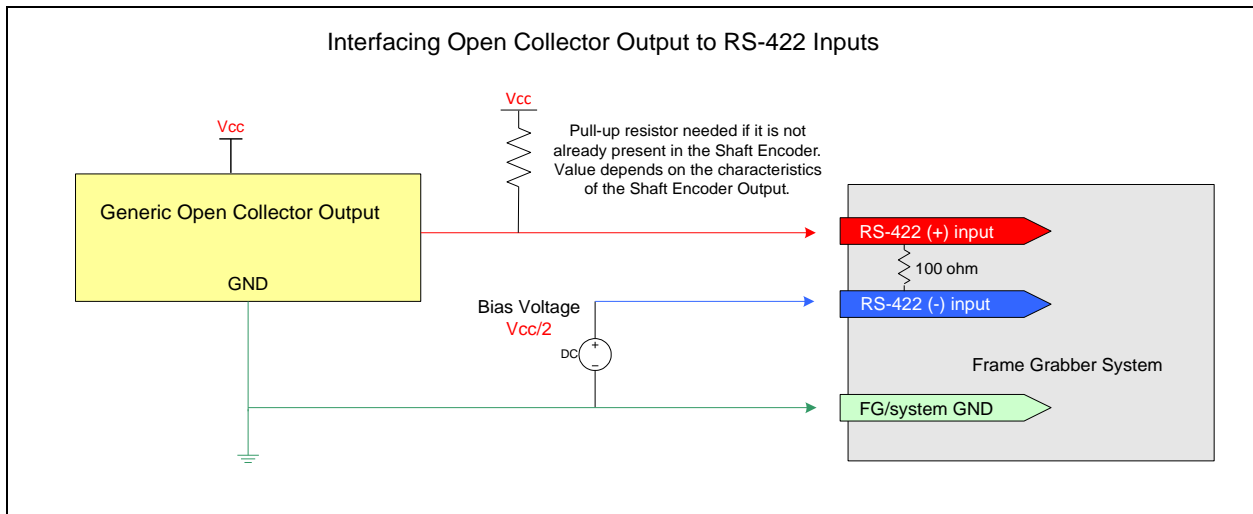 Interfacing Open Collector Output to RS-422 Inputs
Vcc
Vcc
Pull-up resistor needed if it is not
already present in the Shaft Encoder.
Value depends on the characteristics
of the Shaft Encoder Output.
Generic Open Collector Output
GND
RS-422 (+) input
100 ohm
RS-422 (-) input
Bias Voltage
Vcc/2
DC
+
−
Frame Grabber System
FG/system GND